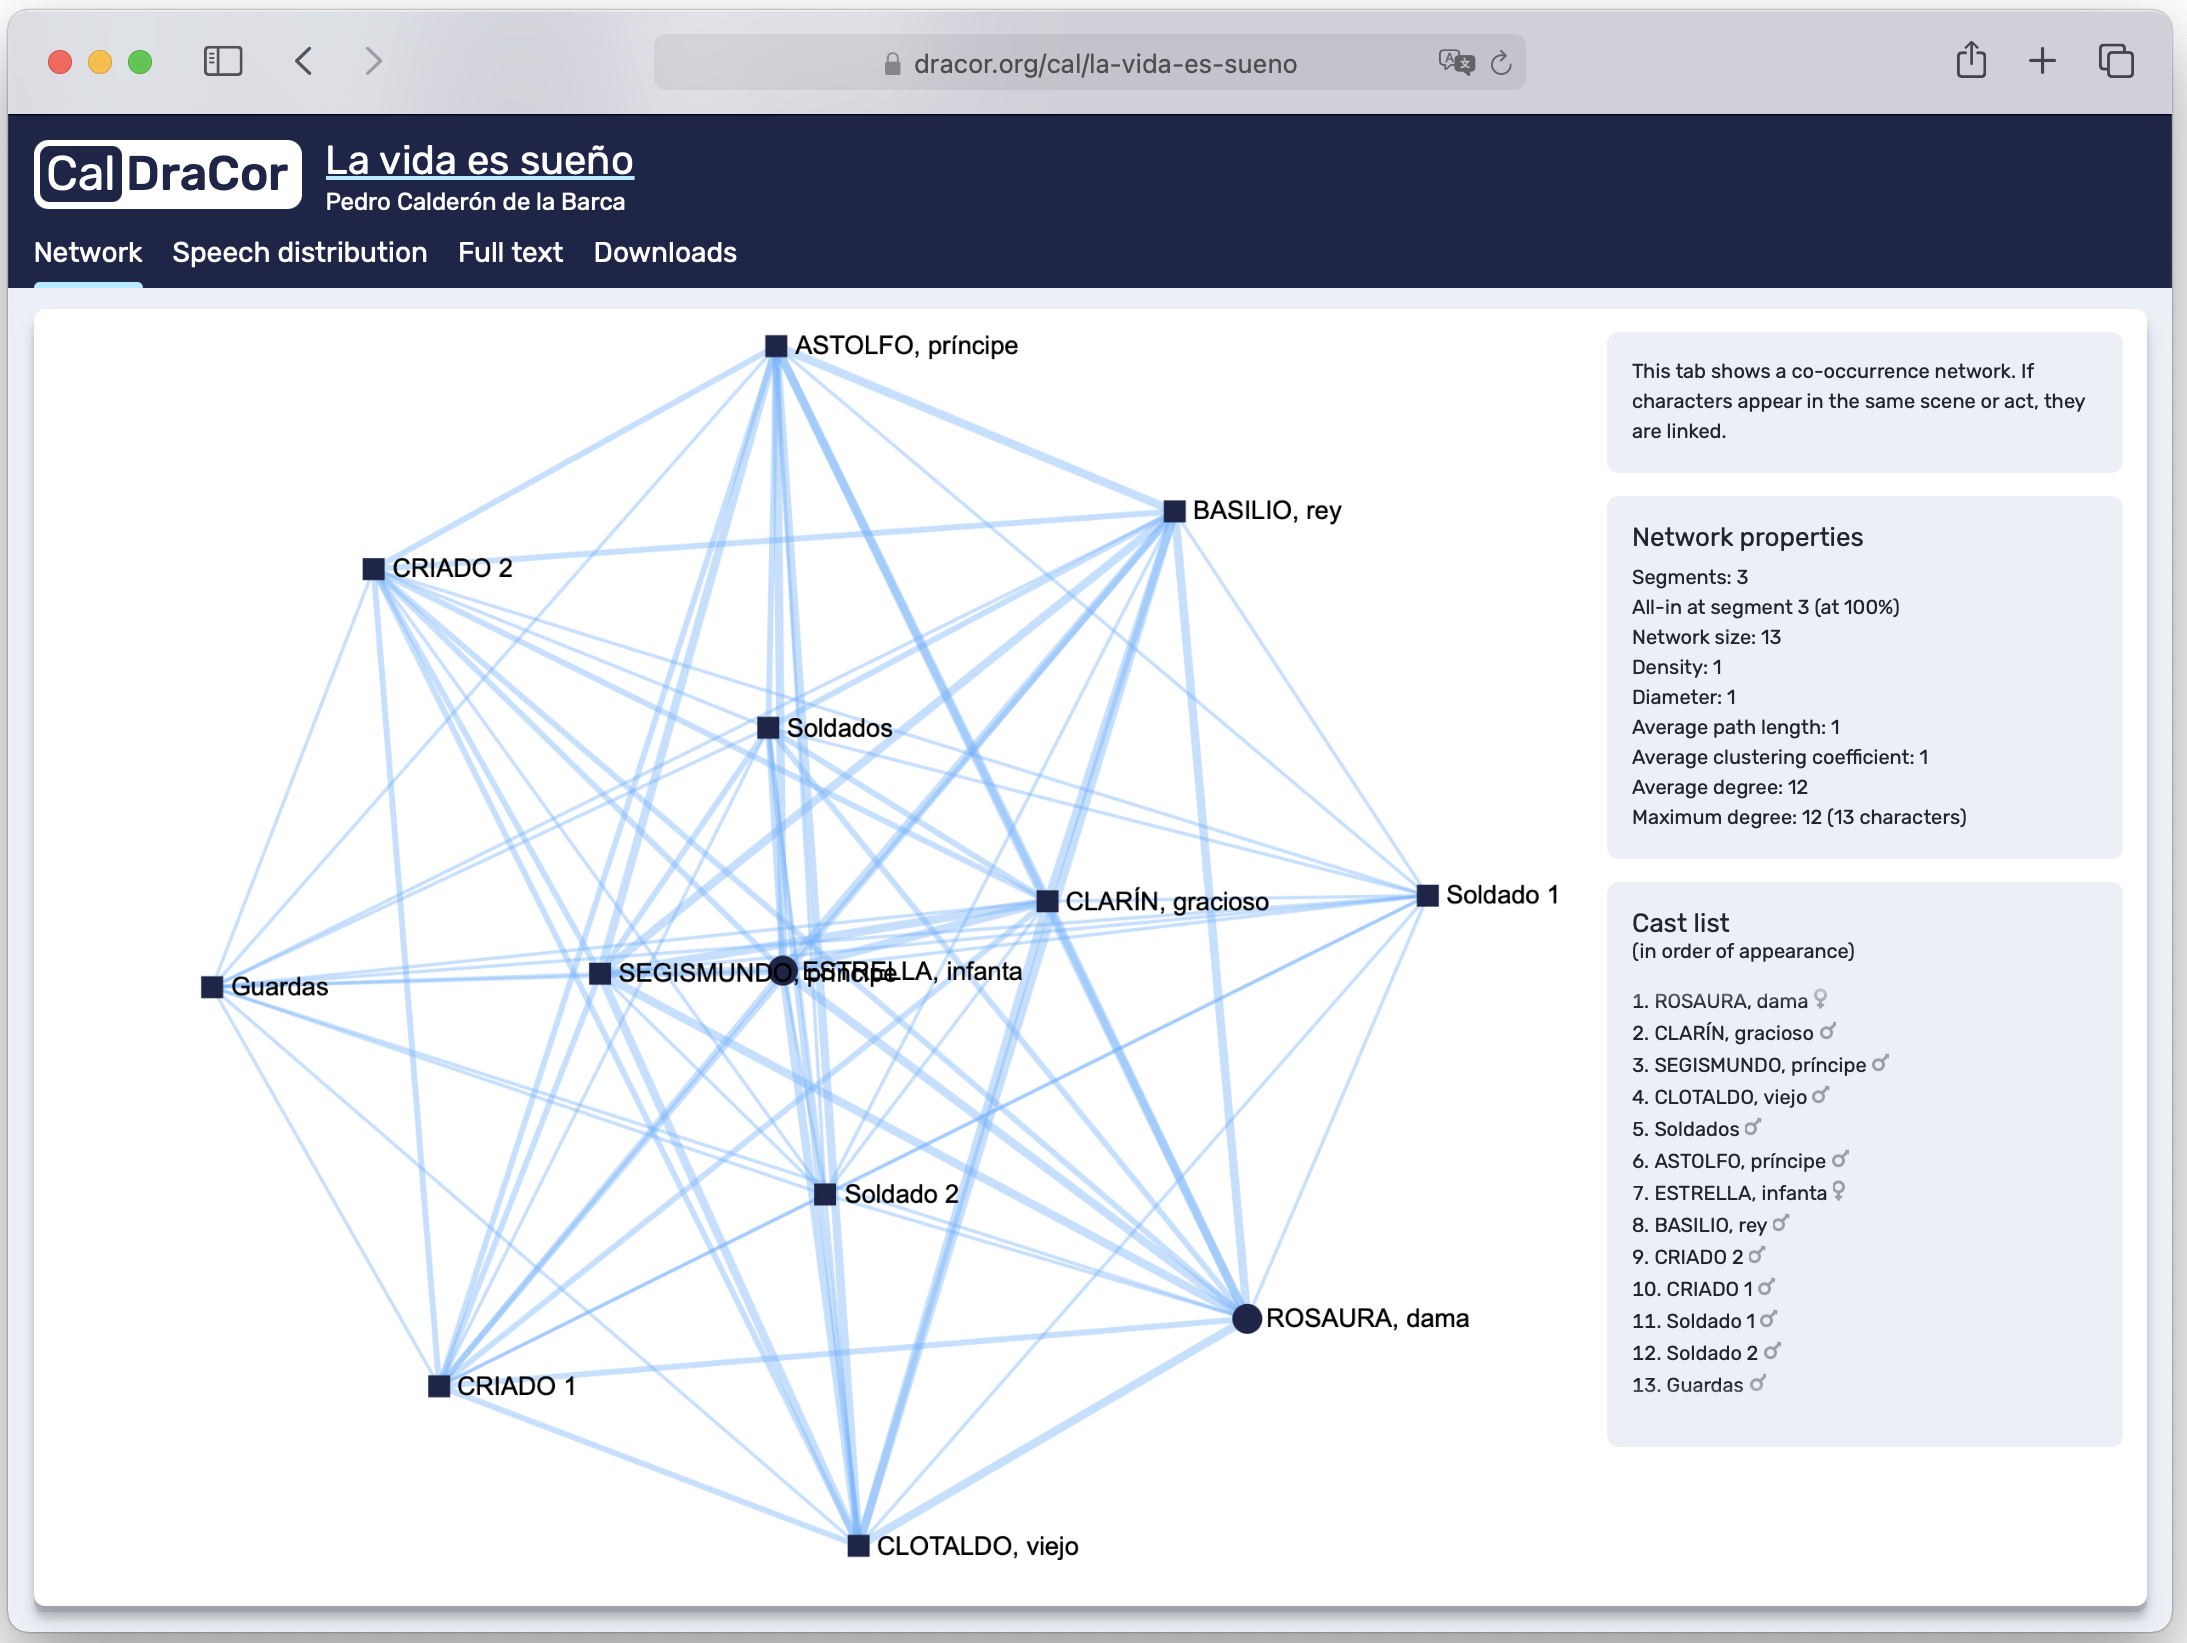 dracor.org/cal/la-vida-es-sueno
CalDraCor
La vida es sueño
Pedro Calderón de la Barca
Network Speech distribution Full text Downloads
ASTOLFO, príncipe
BASILIO, rey
CRIADO 2
Soldados
CLARÍN, gracioso
Soldado 1
SEGISMUNDO, príncipe
ESTRELLA, infanta
Guardas
Soldado 2
ROSAURA, dama
CRIADO 1
CLOTALDO, viejo
This tab shows a co-occurrence network. If
characters appear in the same scene or act, they
are linked.
Network properties
Segments: 3
All-in at segment 3 (at 100%)
Network size: 13
Density: 1
Diameter: 1
Average path length: 1
Average clustering coefficient: 1
Average degree: 12
Maximum degree: 12 (13 characters)
Cast list
(in order of appearance)
1. ROSAURA, dama ♀
2. CLARÍN, gracioso ♂
3. SEGISMUNDO, príncipe ♂
4. CLOTALDO, viejo ♂
5. Soldados ♂
6. ASTOLFO, príncipe ♂
7. ESTRELLA, infanta ♀
8. BASILIO, rey ♂
9. CRIADO 2 ♂
10. CRIADO 1 ♂
11. Soldado 1 ♂
12. Soldado 2 ♂
13. Guardas ♂